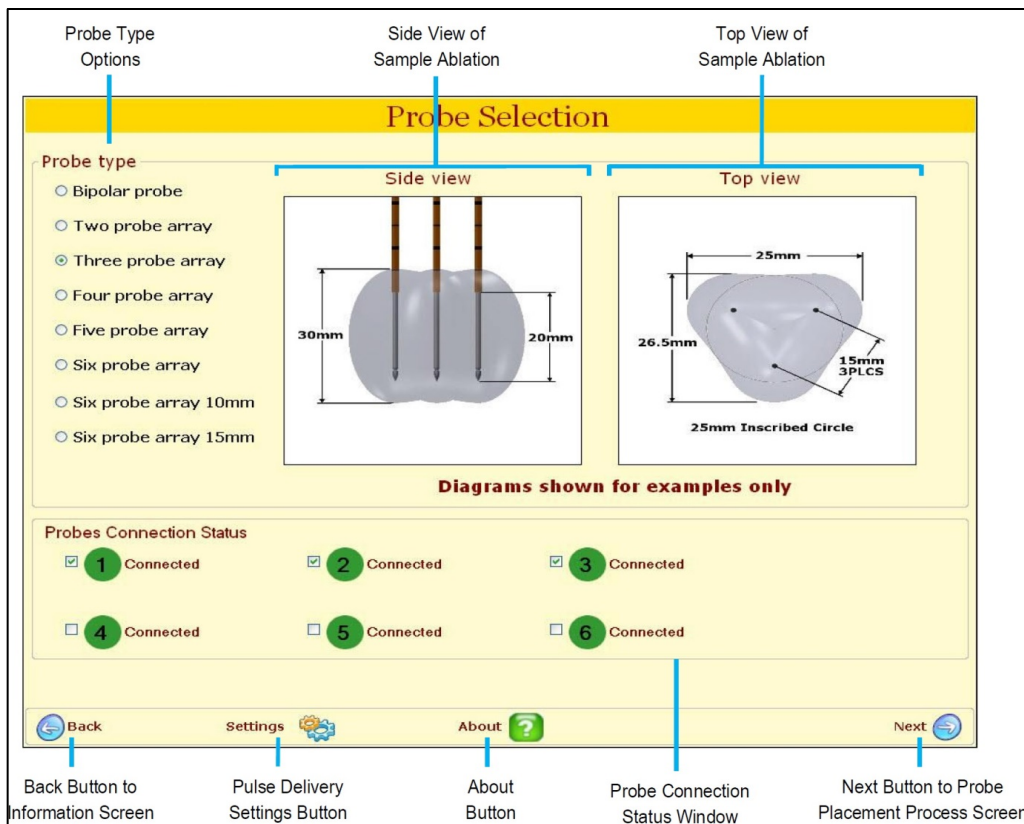 Probe Type
Options
Side View of
Sample Ablation
Top View of
Sample Ablation
Probe Selection
Probe type
Bipolar probe
Two probe array
Three probe array
Four probe array
Five probe array
Six probe array
Six probe array 10mm
Six probe array 15mm
Side view
30mm
20mm
Top view
25mm
26.5mm
15mm
3PLCS
25mm Inscribed Circle
Diagrams shown for examples only
Probes Connection Status
1 Connected
2 Connected
3 Connected
4 Connected
5 Connected
6 Connected
Back
Settings
About
?
Next
Back Button to
Information Screen
Pulse Delivery
Settings Button
About
Button
Probe Connection
Status Window
Next Button to Probe
Placement Process Screen